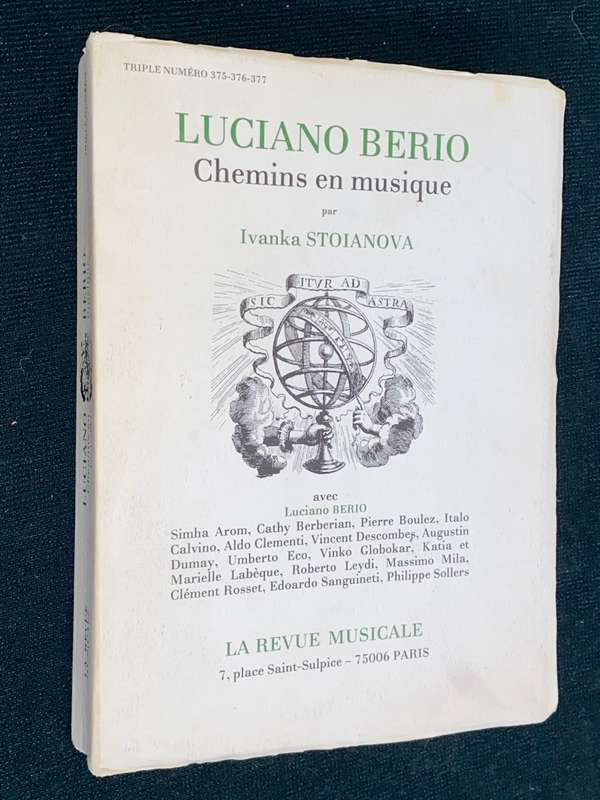 TRIPLE NUMÉRO 375-376-377
LUCIANO BERIO
Chemins en musique
par
Ivanka STOIANOVA
SIC ITUR AD ASTRA
avec
Luciano BERIO
Simha Arom, Cathy Berberian, Pierre Boulez, Italo
Calvino, Aldo Clementi, Vincent Descombes, Augustin
Dumay, Umberto Eco, Vinko Globokar, Katia et
Marielle Labèque, Roberto Leydi, Massimo Mila,
Clément Rosset, Edoardo Sanguineti, Philippe Sollers
LA REVUE MUSICALE
7, place Saint-Sulpice – 75006 PARIS
LUCIANO BERIO